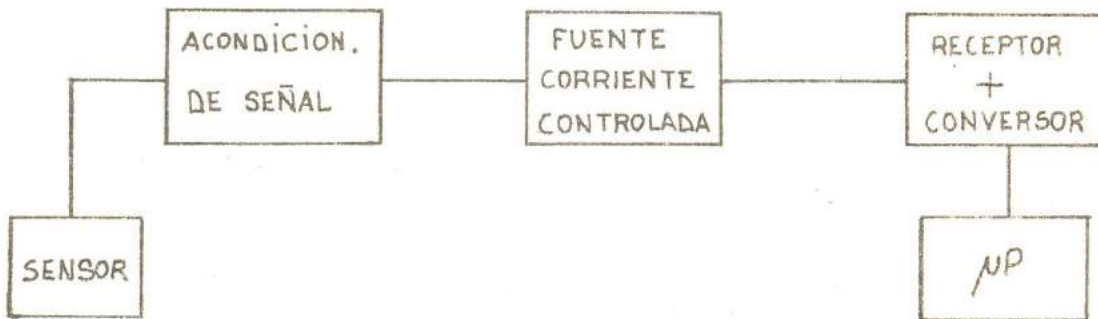 ACONDICION.
DE SEÑAL
FUENTE
CORRIENTE
CONTROLADA
RECEPTOR
+
CONVERSOR
SENSOR
µP